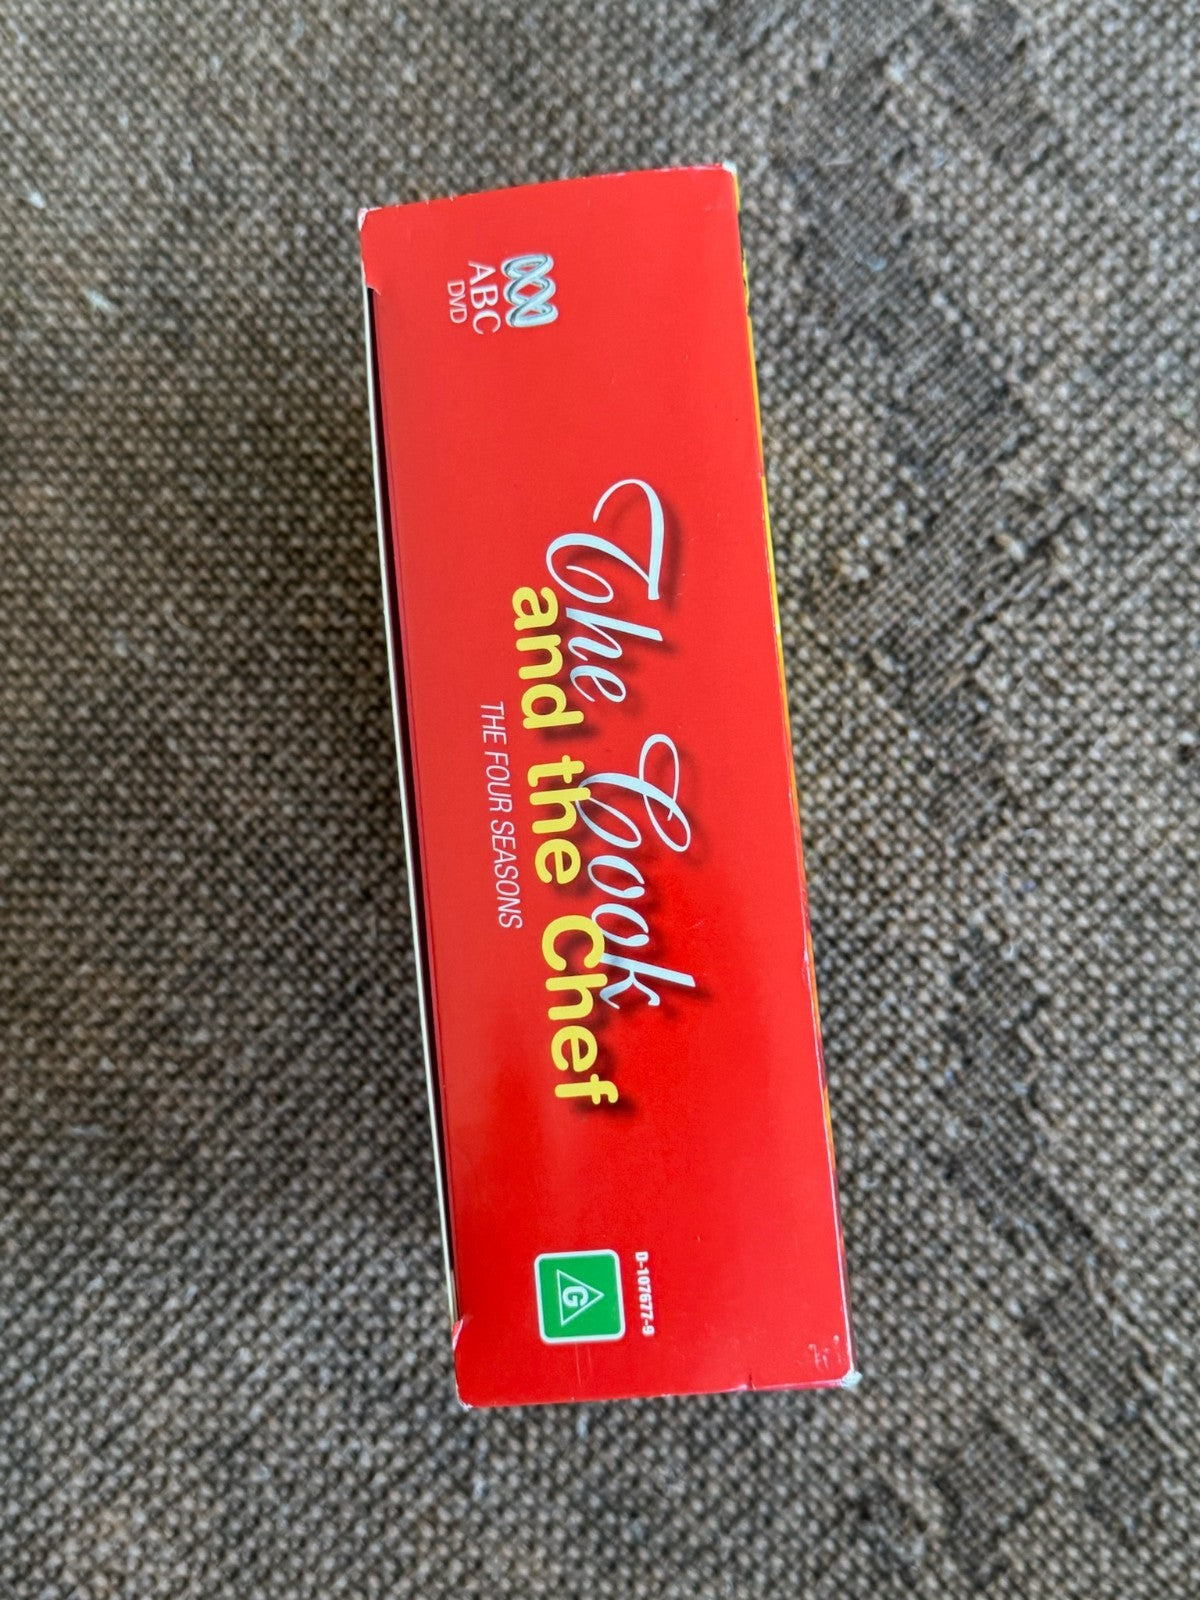 ABC
DVD
The Cook
and the Chef
THE FOUR SEASONS
D-107677-9
G